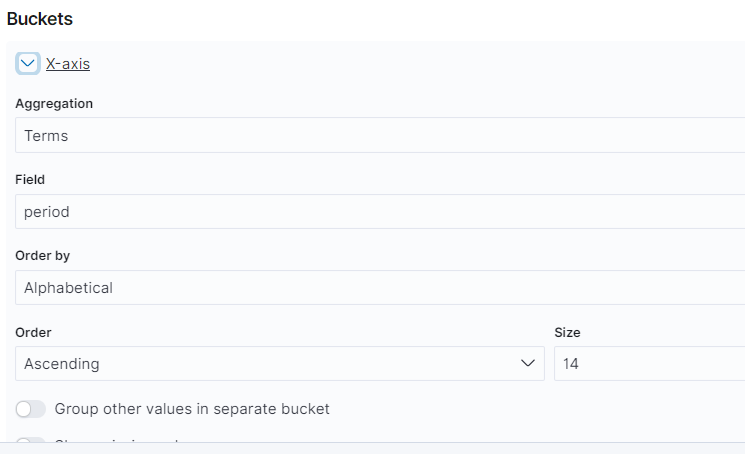 Buckets
X-axis
Aggregation
Terms
Field
period
Order by
Alphabetical
Order Size
Ascending 14
Group other values in separate bucket